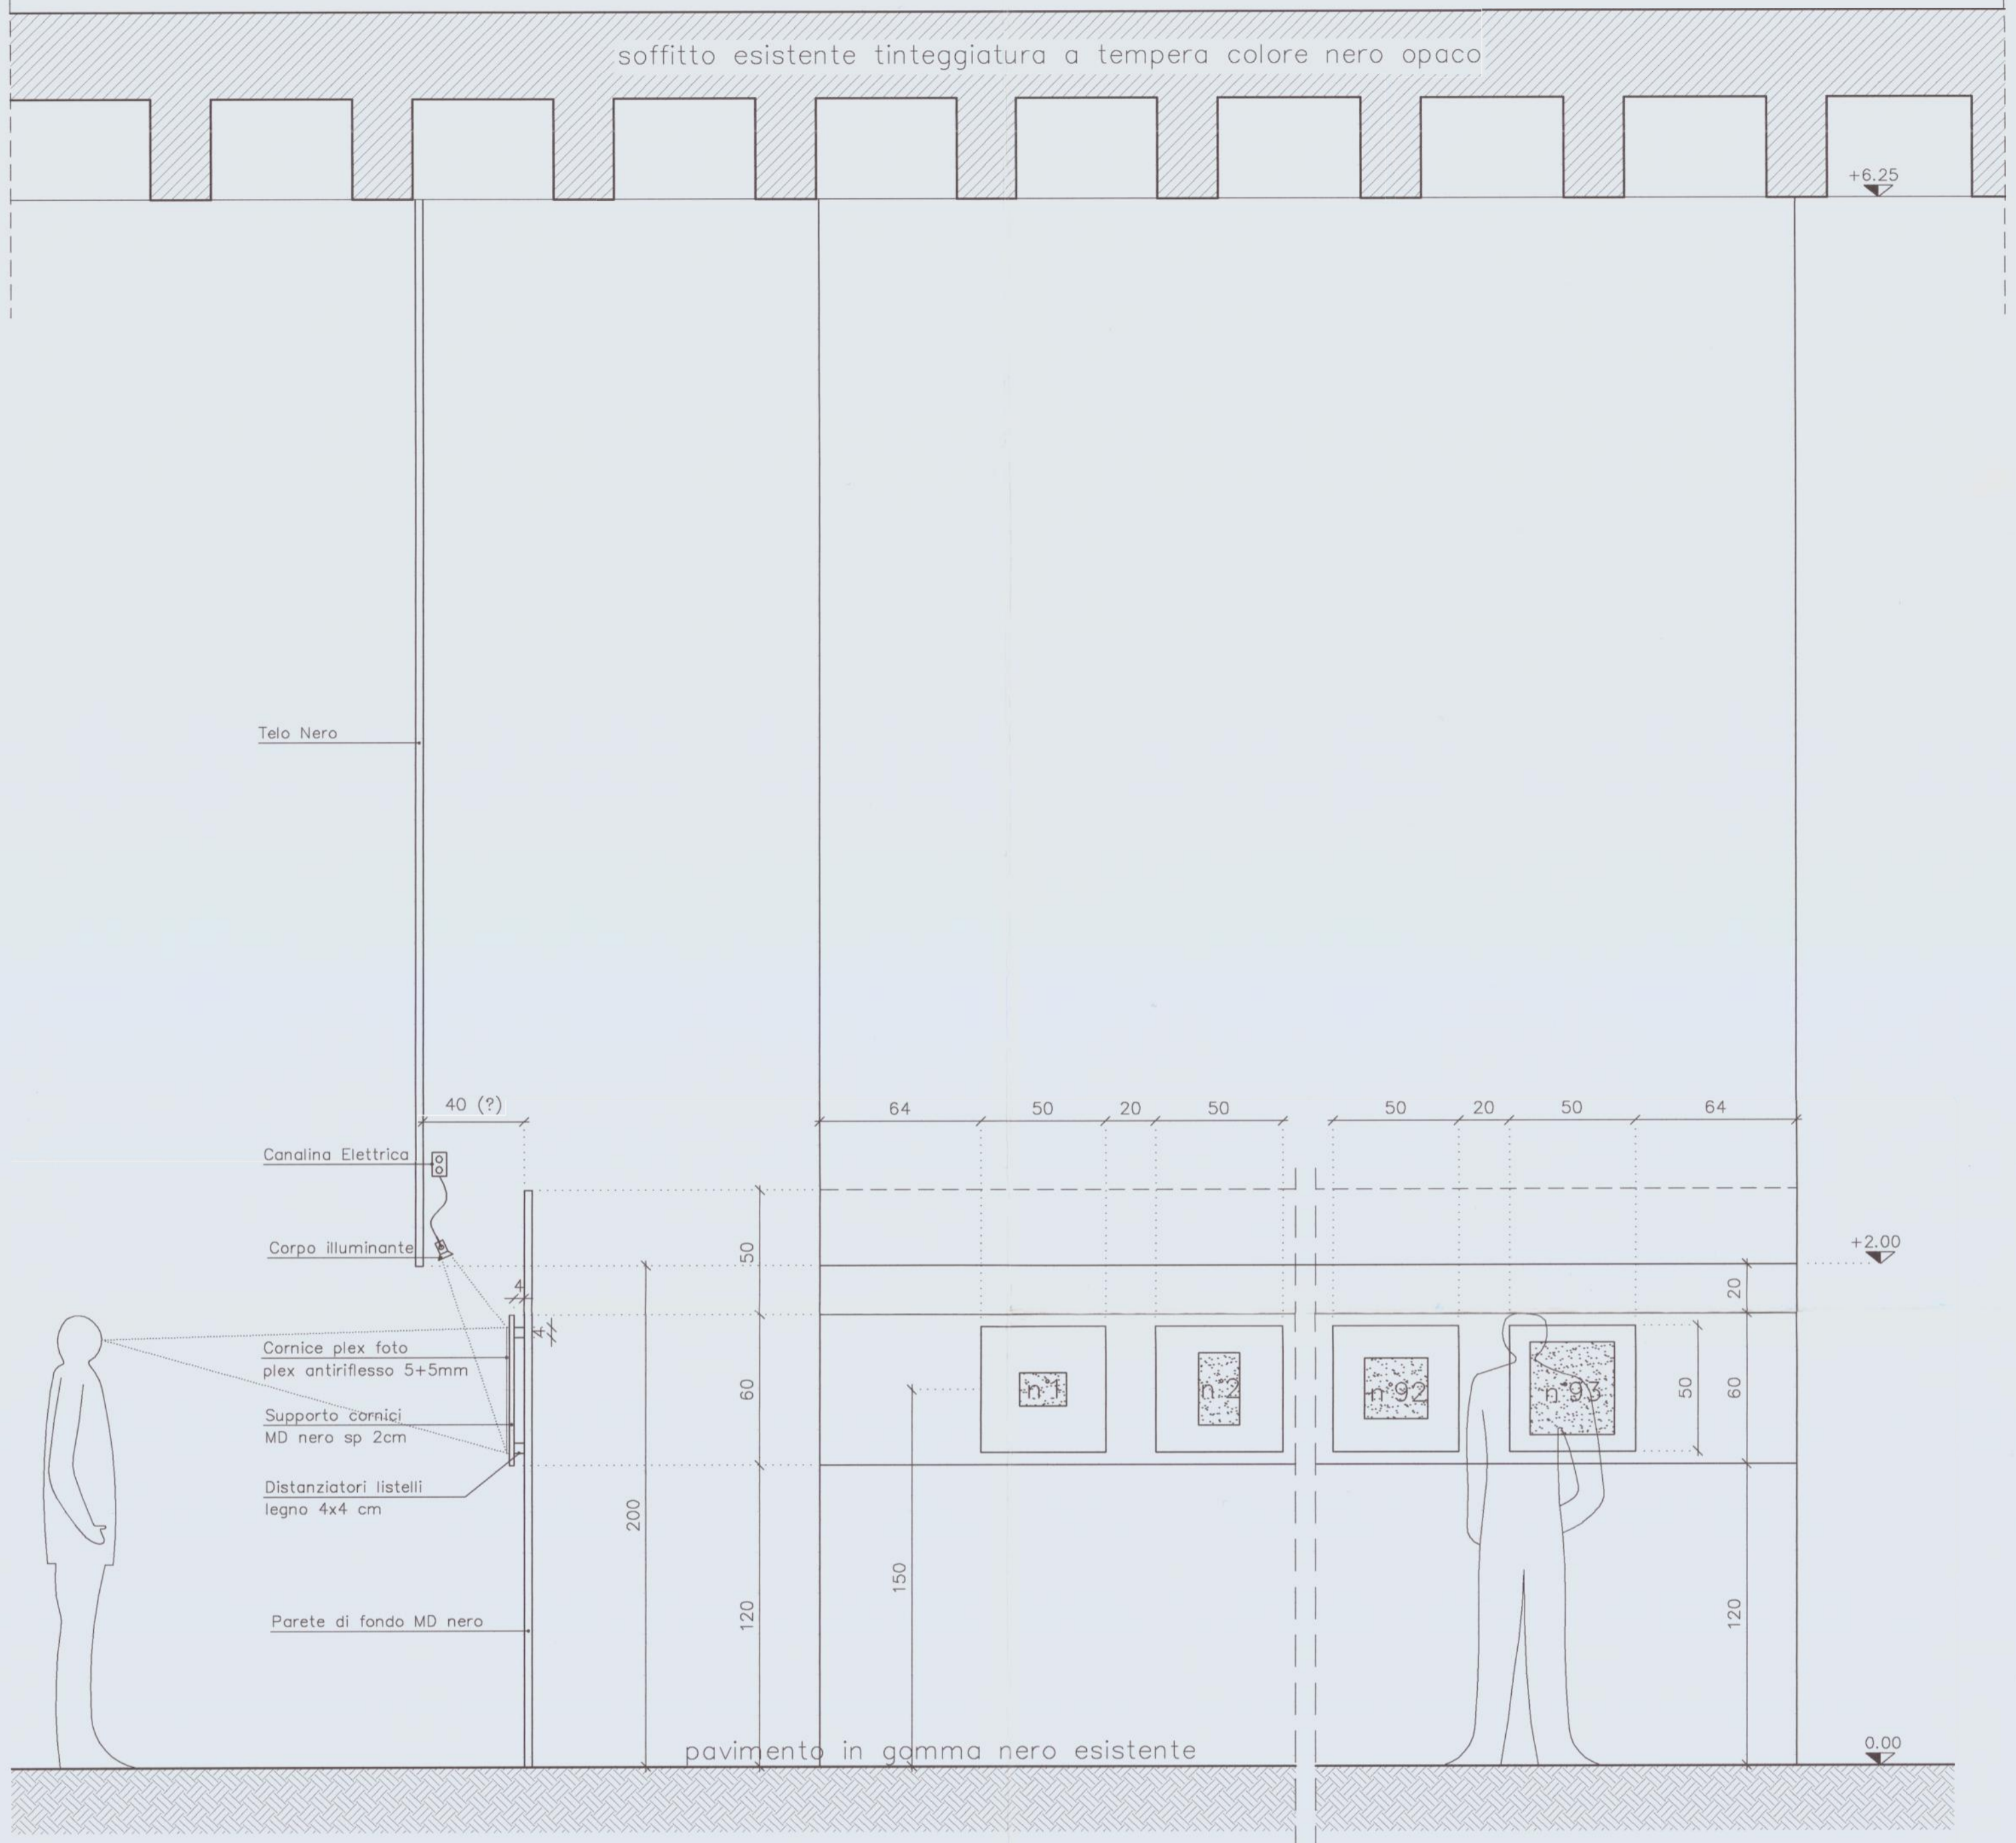 soffitto esistente tinteggiatura a tempera colore nero opaco
+6.25
Telo Nero
40 (?)
64
50
20
50
50
20
50
64
Canalina Elettrica
Corpo illuminante
50
+2.00
20
4
4
Cornice plex foto
plex antiriflesso 5+5mm
Supporto cornici
MD nero sp 2cm
Distanziatori listelli
legno 4x4 cm
60
n°1
n°2
n°92
n°93
50
60
200
150
120
120
Parete di fondo MD nero
pavimento in gomma nero esistente
0.00